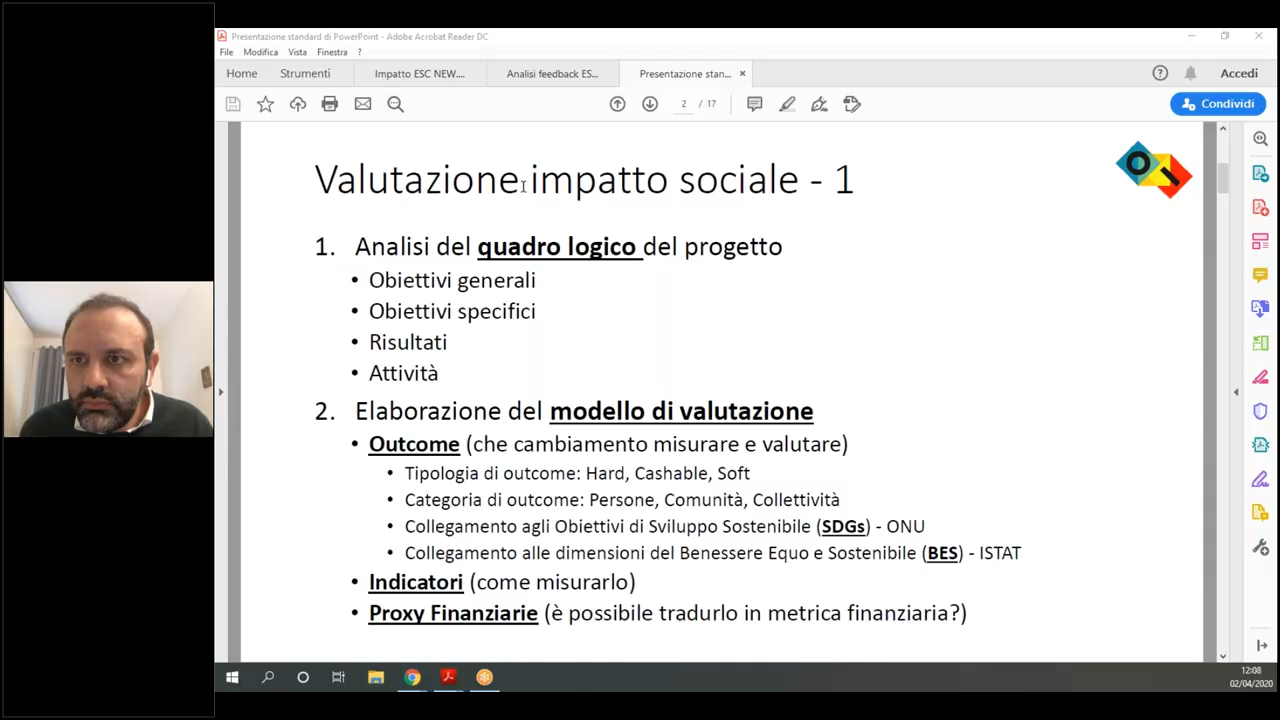 Presentazione standard di PowerPoint - Adobe Acrobat Reader DC
File Modifica Vista Finestra ?
Home Strumenti Impatto ESC NEW.... Analisi feedback ES... Presentazione stan... × Accedi
2 / 17 Condividi
Valutazione impatto sociale - 1
1. Analisi del quadro logico del progetto
• Obiettivi generali
• Obiettivi specifici
• Risultati
• Attività
2. Elaborazione del modello di valutazione
• Outcome (che cambiamento misurare e valutare)
• Tipologia di outcome: Hard, Cashable, Soft
• Categoria di outcome: Persone, Comunità, Collettività
• Collegamento agli Obiettivi di Sviluppo Sostenibile (SDGs) - ONU
• Collegamento alle dimensioni del Benessere Equo e Sostenibile (BES) - ISTAT
• Indicatori (come misurarlo)
• Proxy Finanziarie (è possibile tradurlo in metrica finanziaria?)
12:08
02/04/2020